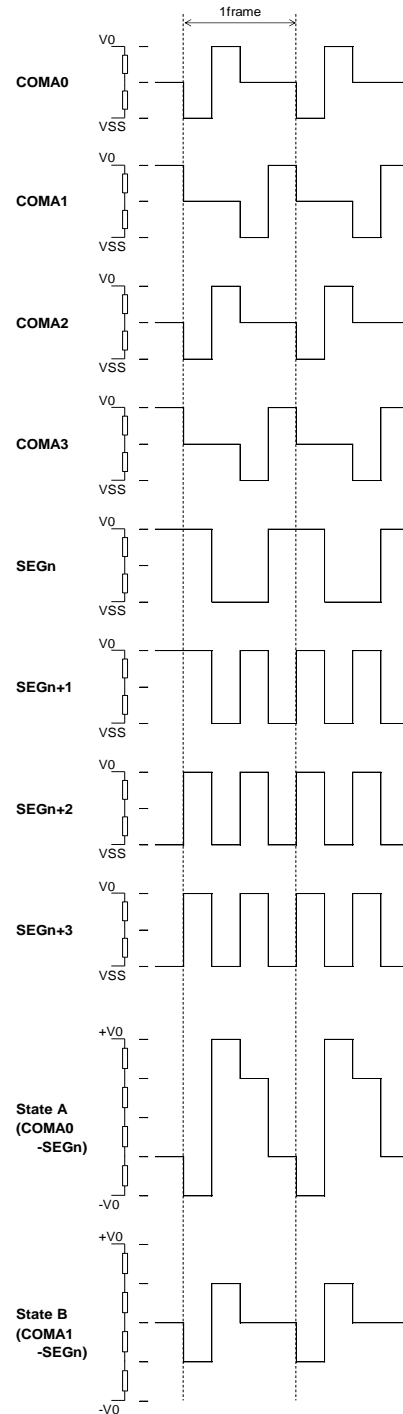 1frame
V0
COMA0
VSS
V0
COMA1
VSS
V0
COMA2
VSS
V0
COMA3
VSS
V0
SEGn
VSS
V0
SEGn+1
VSS
V0
SEGn+2
VSS
V0
SEGn+3
VSS
+V0
State A
(COMA0
-SEGn)
-V0
+V0
State B
(COMA1
-SEGn)
-V0